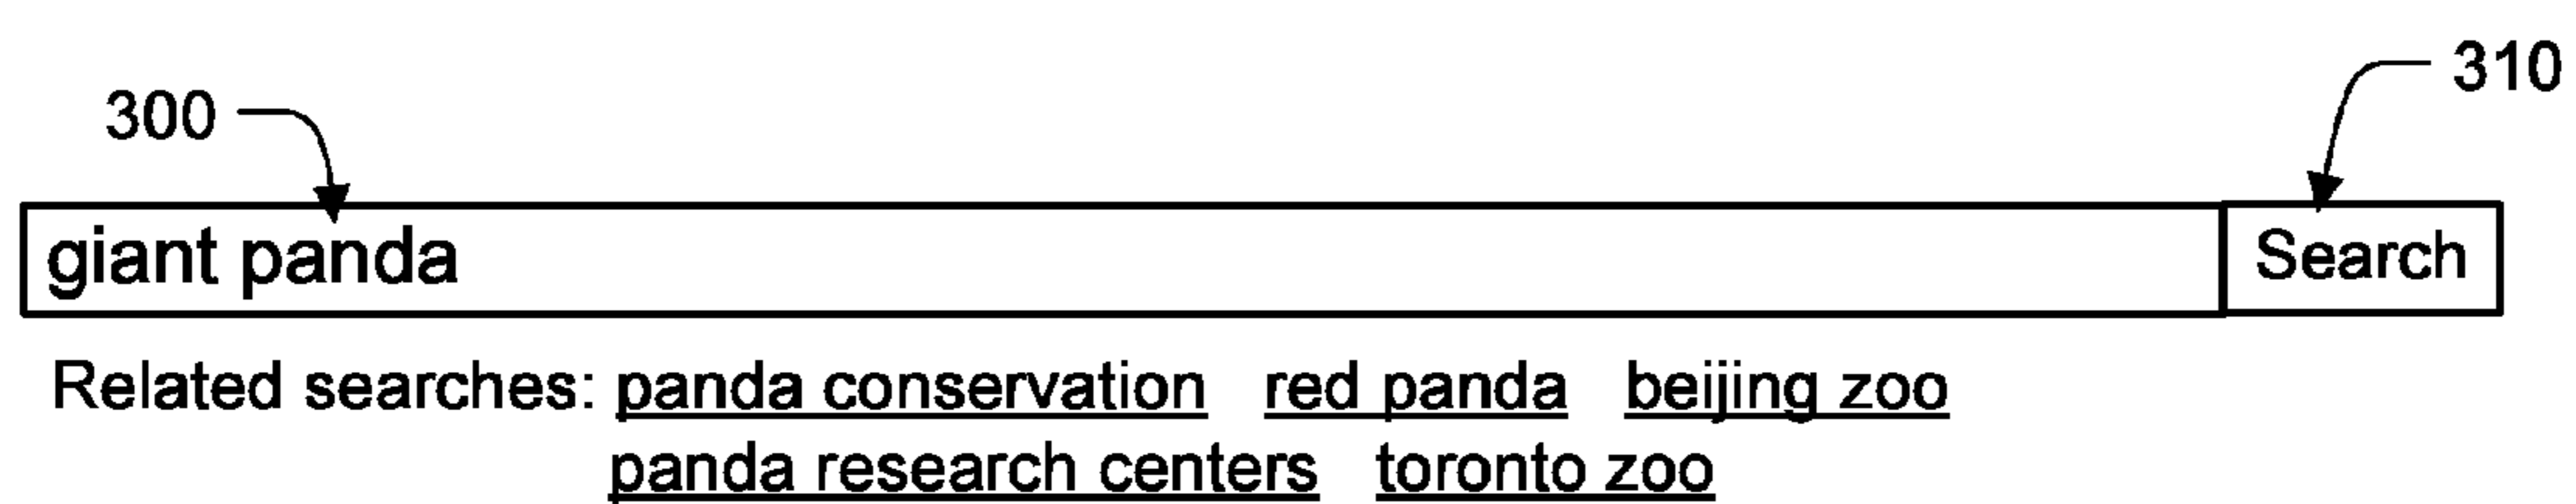 310
300
giant panda Search
Related searches: panda conservation red panda beijing zoo
panda research centers toronto zoo